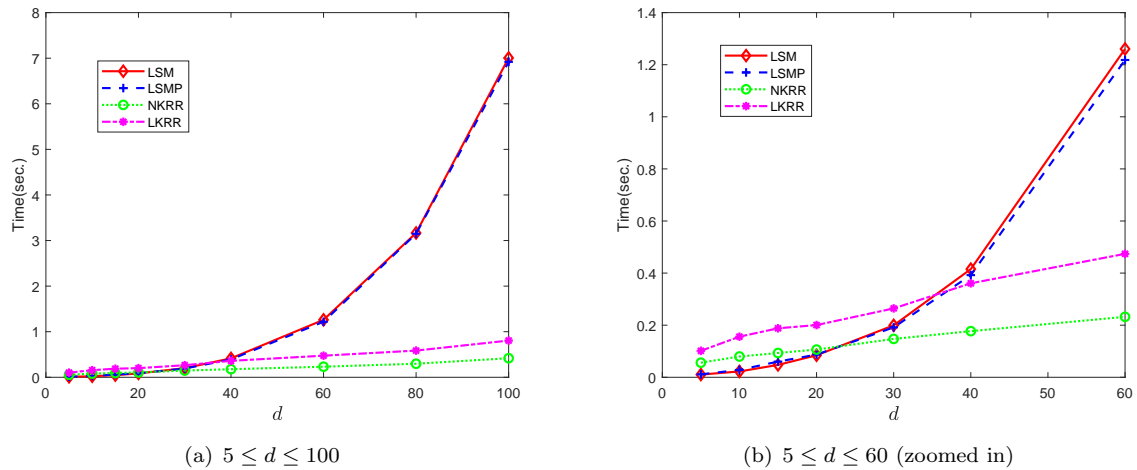 8
7
6
5
4
3
2
1
0
Time(sec.)
LSM
LSMP
NKRR
LKRR
0 20 40 60 80 100
d
(a) 5 ≤ d ≤ 100
1.4
1.2
1
0.8
0.6
0.4
0.2
0
Time(sec.)
LSM
LSMP
NKRR
LKRR
0 10 20 30 40 50 60
d
(b) 5 ≤ d ≤ 60 (zoomed in)